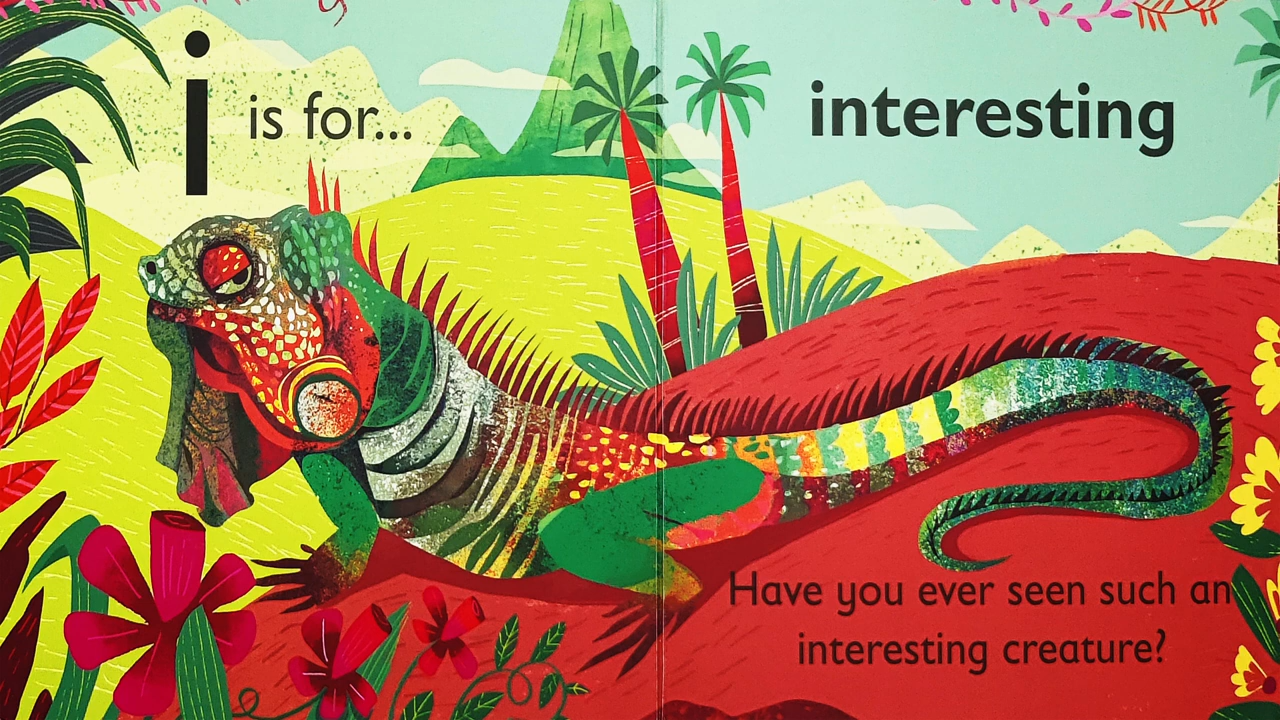 i is for...
interesting
Have you ever seen such an
interesting creature?